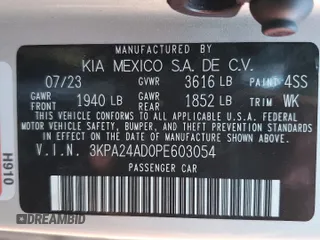 MANUFACTURED BY
KIA MEXICO S.A. DE C.V.
07/23 GVWR 3616 LB PAINT 4SS
GAWR FRONT 1940 LB GAWR REAR 1852 LB TRIM WK
THIS VEHICLE CONFORMS TO ALL APPLICABLE U.S.A. FEDERAL
MOTOR VEHICLE SAFETY, BUMPER, AND THEFT PREVENTION
STANDARDS IN EFFECT ON THE DATE OF MANUFACTURE SHOWN ABOVE.
V.I.N. 3KPA24AD0PE603054
PASSENGER CAR
H910
DREAMBID